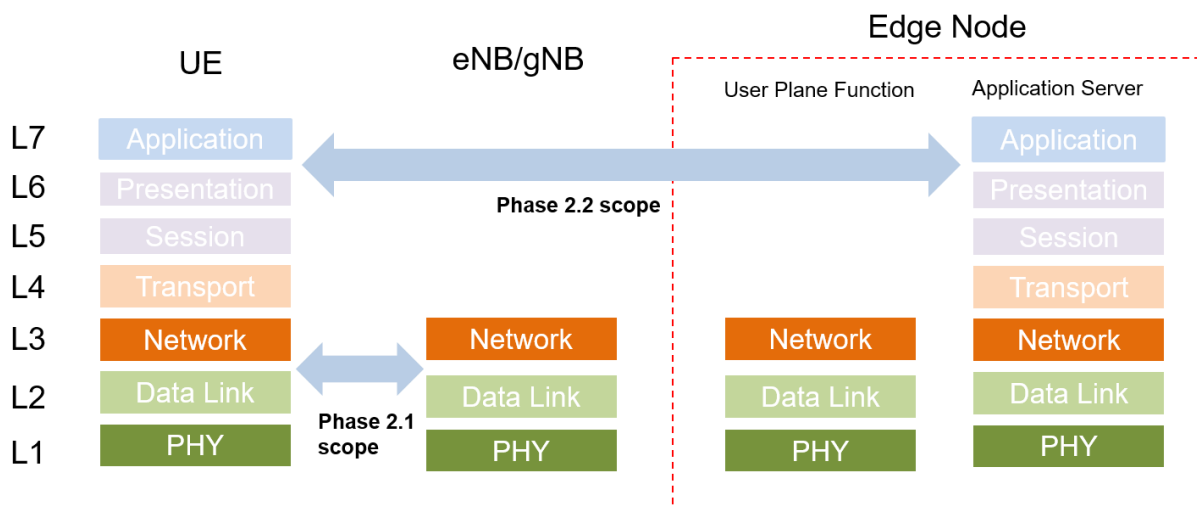 Edge Node
UE
eNB/gNB
User Plane Function
Application Server
L7
Application
Application
L6
Presentation
Presentation
Phase 2.2 scope
L5
Session
Session
L4
Transport
Transport
L3
Network
Network
Network
Network
L2
Data Link
Data Link
Data Link
Data Link
Phase 2.1
scope
L1
PHY
PHY
PHY
PHY